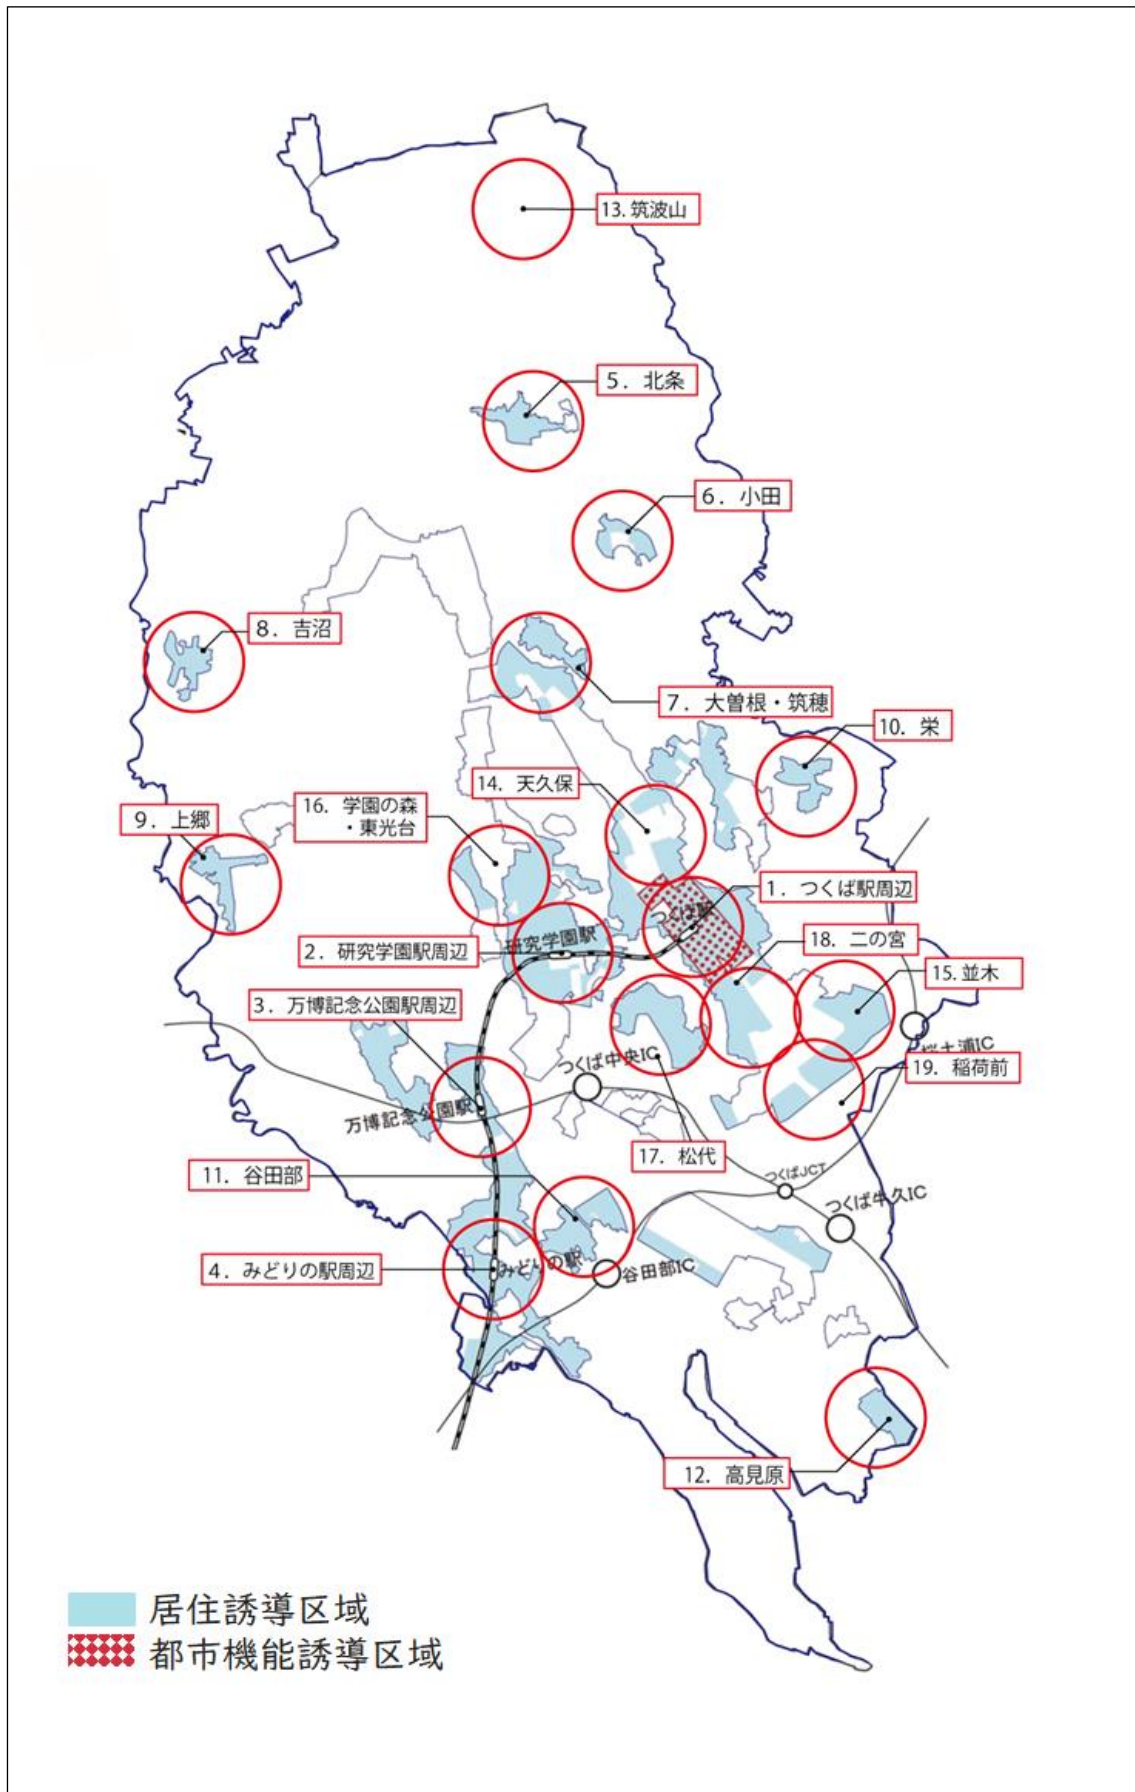 13. 筑波山
5. 北条
6. 小田
8. 吉沼
7. 大曽根・筑穂
10. 栄
14. 天久保
16. 学園の森
・東光台
9. 上郷
1. つくば駅周辺
つくば駅
18. 二の宮
研究学園駅
2. 研究学園駅周辺
15. 並木
3. 万博記念公園駅周辺
桜土浦IC
つくば中央IC
19. 稲荷前
万博記念公園駅
17. 松代
11. 谷田部
つくばJCT
つくば牛久IC
みどりの駅
4. みどりの駅周辺
谷田部IC
12. 高見原
居住誘導区域
都市機能誘導区域